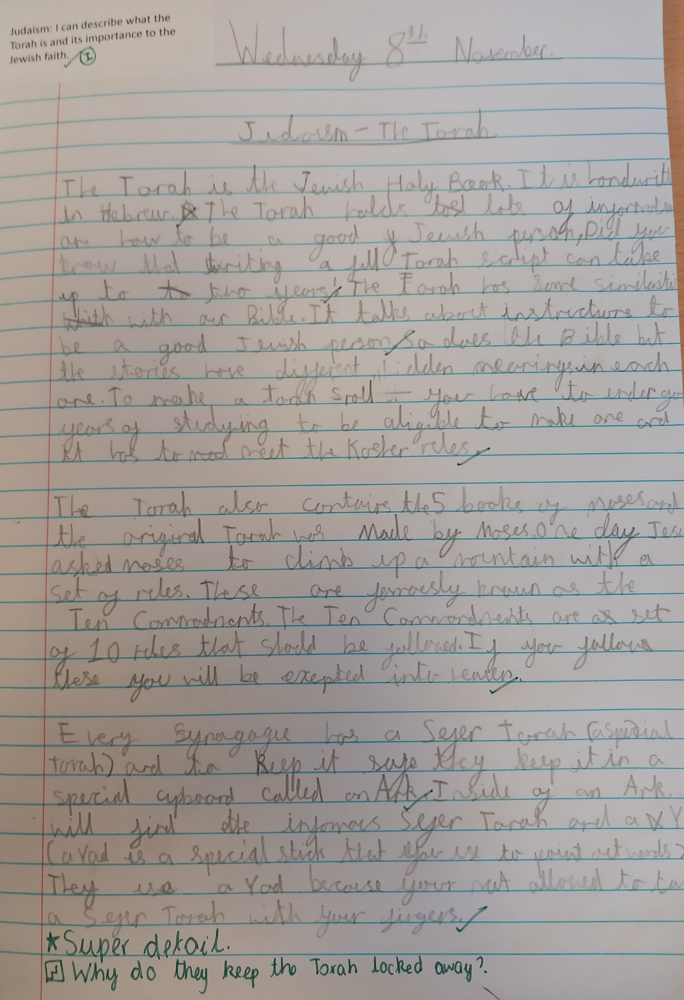 Judaism: I can describe what the
Torah is and its importance to the
Jewish faith. I
Wednesday 8th November.
Judaism - The Torah
The Torah is the Jewish Holy Book. It is handwritt
in Hebrew. The Torah holds lots of informati
on how to be a good Jewish person, Did you
know that writing a full Torah script can take
up to to two years! The Torah has some similariti
with our Bible. It talks about instructions to
be a good Jewish person so does the Bible but
the stories have different hidden meanings in each
one. To make a Torah Sroll - you have to under go
years of studying to be aligible to make one and
it has to meet the Kosher rules.
The Torah also contains the 5 books of moses and
the original Torah was Made by Moses. One day Jesu
asked moses to climb up a mountain with a
set of rules. These are famously known as the
Ten Commadments. The Ten Commandments are a set
of 10 rules that should be followed. If you follows
these you will be exepted into heaven.
Every Synagogue has a Sefer Torah (a special
torah) and to Keep it safe they keep it in a
special cupboard called an Ark. Inside of an Ark.
will find the infomous Sefer Torah and a Y
(a Yad is a special stick that you use to point out words)
They use a Yad because your not allowed to to
a Sefer Torah with your fingers.
★Super detail.
Why do they keep the Torah locked away?